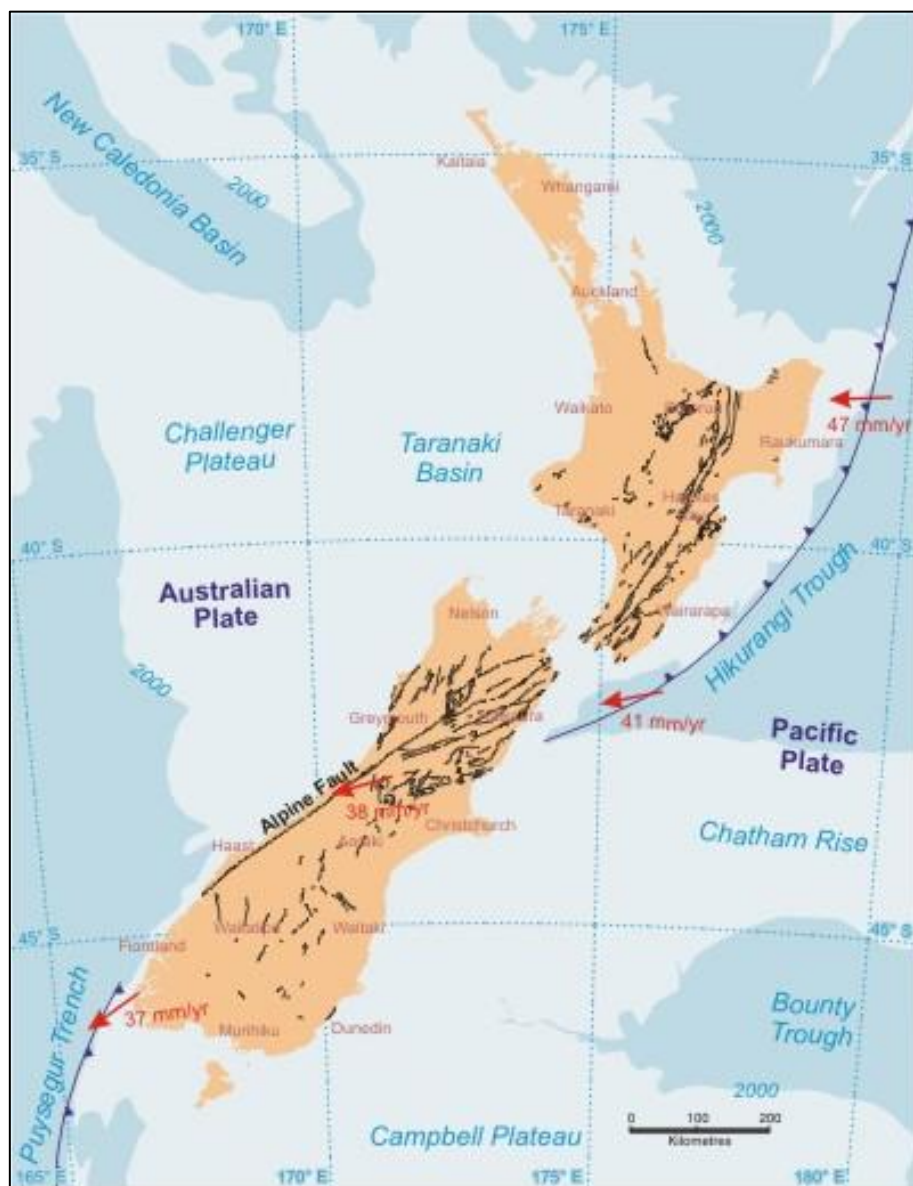 170° E
175° E
New Caledonia
Basin
2000
35° S
35° S
Kaitaia
Whangarei
2000
Auckland
Waikato
Raukumara
47 mm/yr
Challenger
Plateau
Taranaki
Basin
Taranaki
40° S
40° S
Hikurangi Trough
Australian
Plate
Nelson
Wairarapa
2000
Greymouth
41 mm/yr
Pacific
Plate
Alpine Fault
38 mm/yr
Christchurch
Haast
Chatham Rise
45° S
45° S
Waitaki
Fiordland
Puysegur Trench
37 mm/yr
Murihiku
Dunedin
Bounty
Trough
2000
0 100 200
Kilometres
Campbell Plateau
165° E
170° E
175° E
180° E